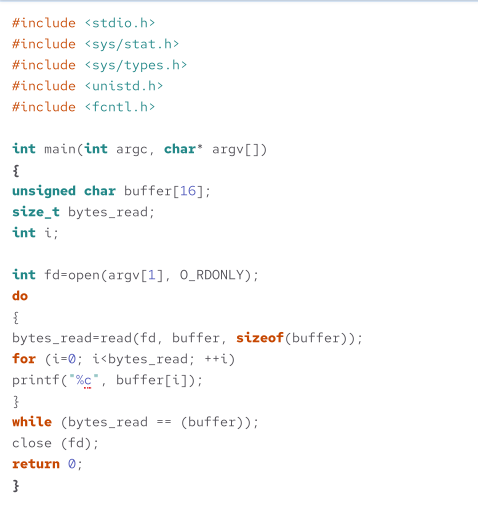 #include <stdio.h>
#include <sys/stat.h>
#include <sys/types.h>
#include <unistd.h>
#include <fcntl.h>

int main(int argc, char* argv[])
{
unsigned char buffer[16];
size_t bytes_read;
int i;

int fd=open(argv[1], O_RDONLY);
do
{
bytes_read=read(fd, buffer, sizeof(buffer));
for (i=0; i<bytes_read; ++i)
printf("%c", buffer[i]);
}
while (bytes_read == (buffer));
close (fd);
return 0;
}